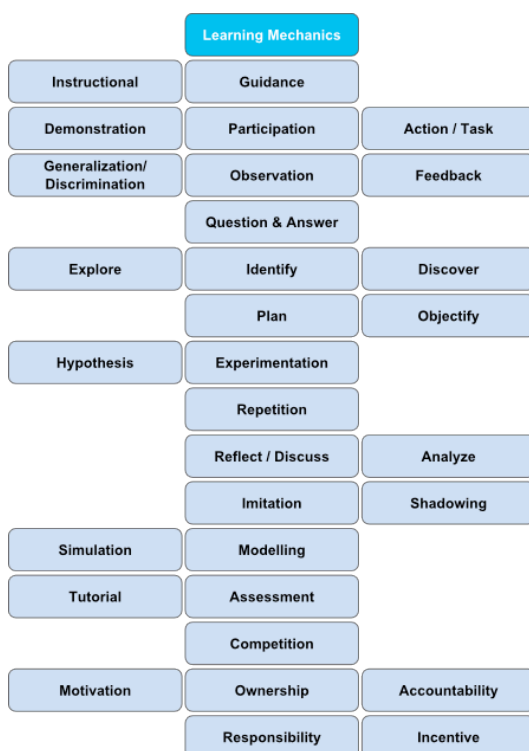 Learning Mechanics
Instructional
Guidance
Demonstration
Participation
Action / Task
Generalization/
Discrimination
Observation
Feedback
Question & Answer
Explore
Identify
Discover
Plan
Objectify
Hypothesis
Experimentation
Repetition
Reflect / Discuss
Analyze
Imitation
Shadowing
Simulation
Modelling
Tutorial
Assessment
Competition
Motivation
Ownership
Accountability
Responsibility
Incentive